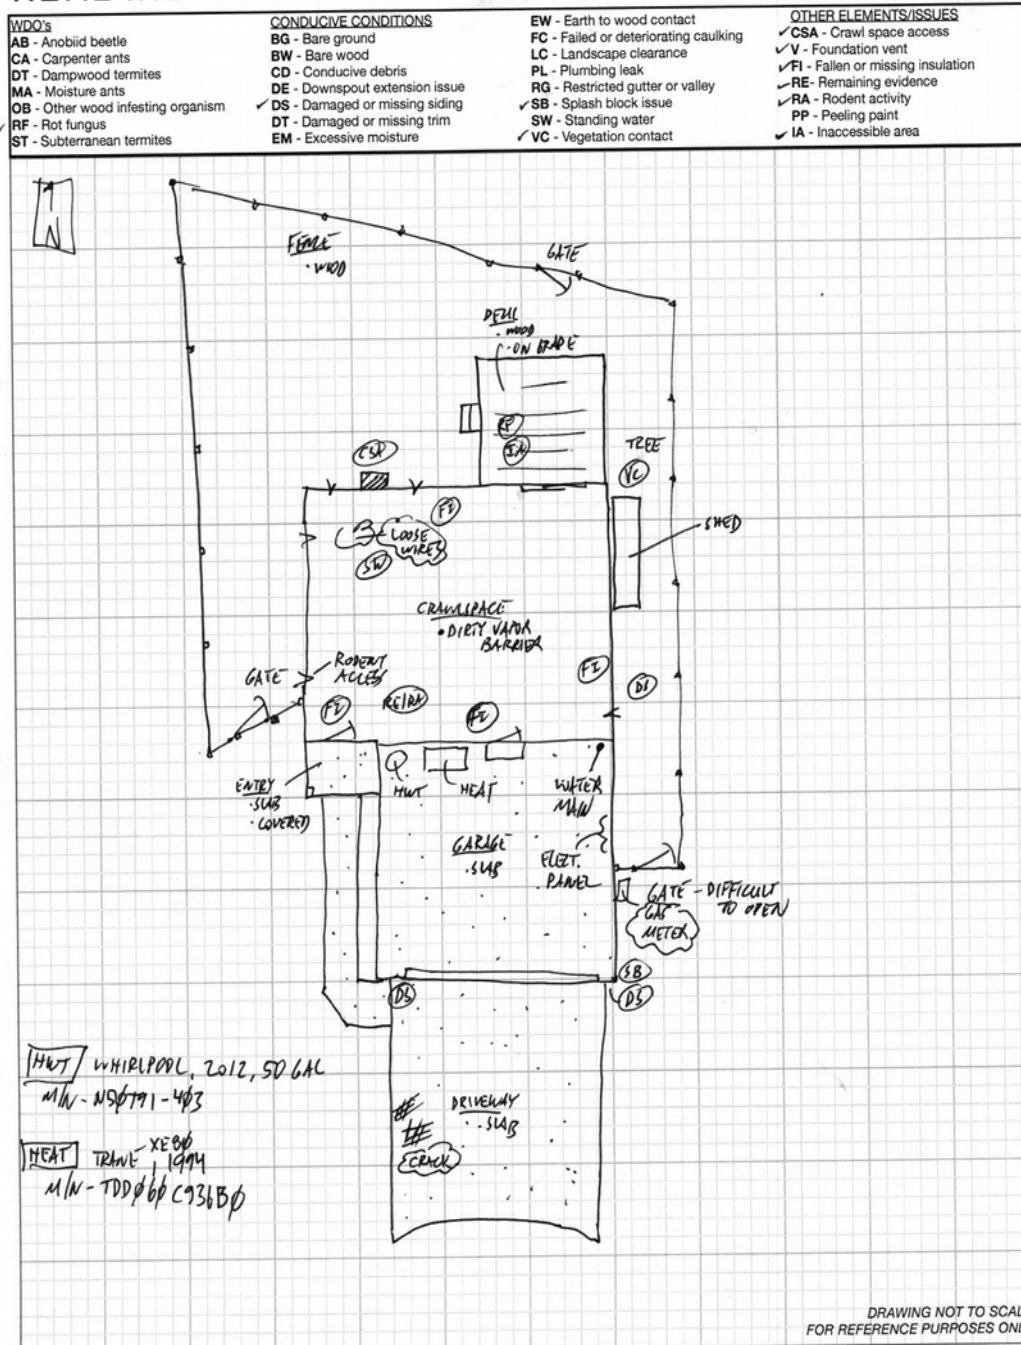 WDO's
AB - Anobiid beetle
CA - Carpenter ants
DT - Dampwood termites
MA - Moisture ants
OB - Other wood infesting organism
✓ RF - Rot fungus
ST - Subterranean termites
CONDUCIVE CONDITIONS
BG - Bare ground
BW - Bare wood
CD - Conducive debris
DE - Downspout extension issue
✓ DS - Damaged or missing siding
DT - Damaged or missing trim
EM - Excessive moisture
EW - Earth to wood contact
FC - Failed or deteriorating caulking
LC - Landscape clearance
PL - Plumbing leak
RG - Restricted gutter or valley
✓ SB - Splash block issue
SW - Standing water
✓ VC - Vegetation contact
OTHER ELEMENTS/ISSUES
✓ CSA - Crawl space access
✓ V - Foundation vent
✓ FI - Fallen or missing insulation
✓ RE - Remaining evidence
✓ RA - Rodent activity
PP - Peeling paint
✓ IA - Inaccessible area
N
FENCE
• WOOD
GATE
DECK
• WOOD
• ON GRADE
RF
IA
CSA
TREE
VC
FI
LOOSE
WIRES
SW
SHED
CRAWLSPACE
• DIRTY VAPOR
BARRIER
GATE
RODENT
ACCESS
FI
DS
FI
RE/RA
FI
ENTRY
• SLAB
• COVERED
HWT
HEAT
WATER
MAIN
GARAGE
• SLAB
ELECT.
PANEL
GATE - DIFFICULT
TO OPEN
GAS
METER
SB
DS
DS
HWT WHIRLPOOL, 2012, 50 GAL
M/N - N50T91-403
DRIVEWAY
• SLAB
CRACK
HEAT TRANE XE80, 1994
M/N - TDD060C936B0
DRAWING NOT TO SCAL
FOR REFERENCE PURPOSES ONL